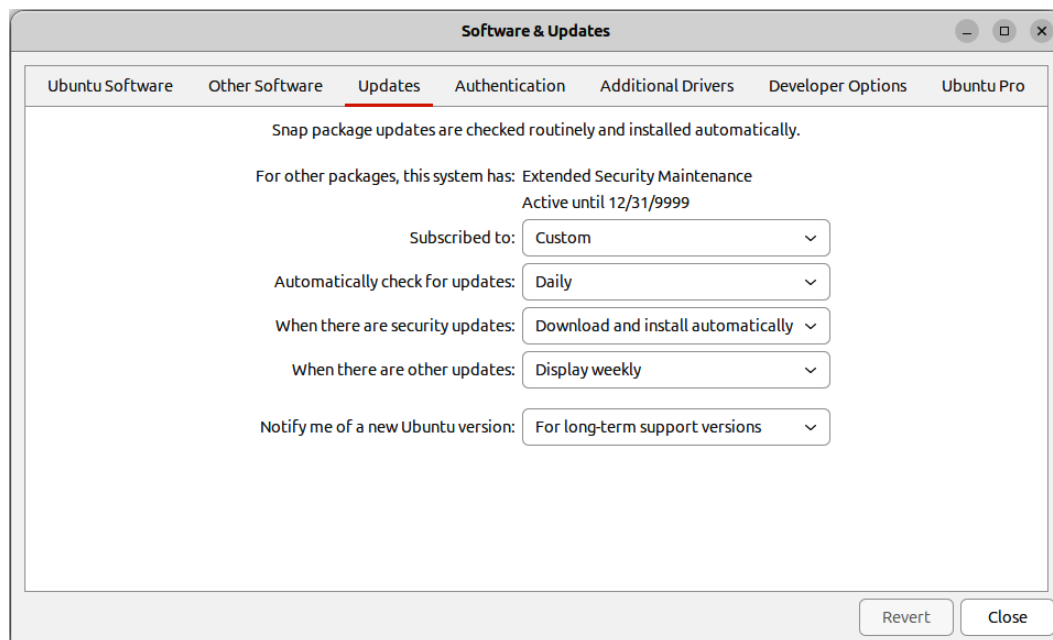 Software & Updates
Ubuntu Software Other Software Updates Authentication Additional Drivers Developer Options Ubuntu Pro
Snap package updates are checked routinely and installed automatically.
For other packages, this system has: Extended Security Maintenance
Active until 12/31/9999
Subscribed to: Custom
Automatically check for updates: Daily
When there are security updates: Download and install automatically
When there are other updates: Display weekly
Notify me of a new Ubuntu version: For long-term support versions
Revert Close